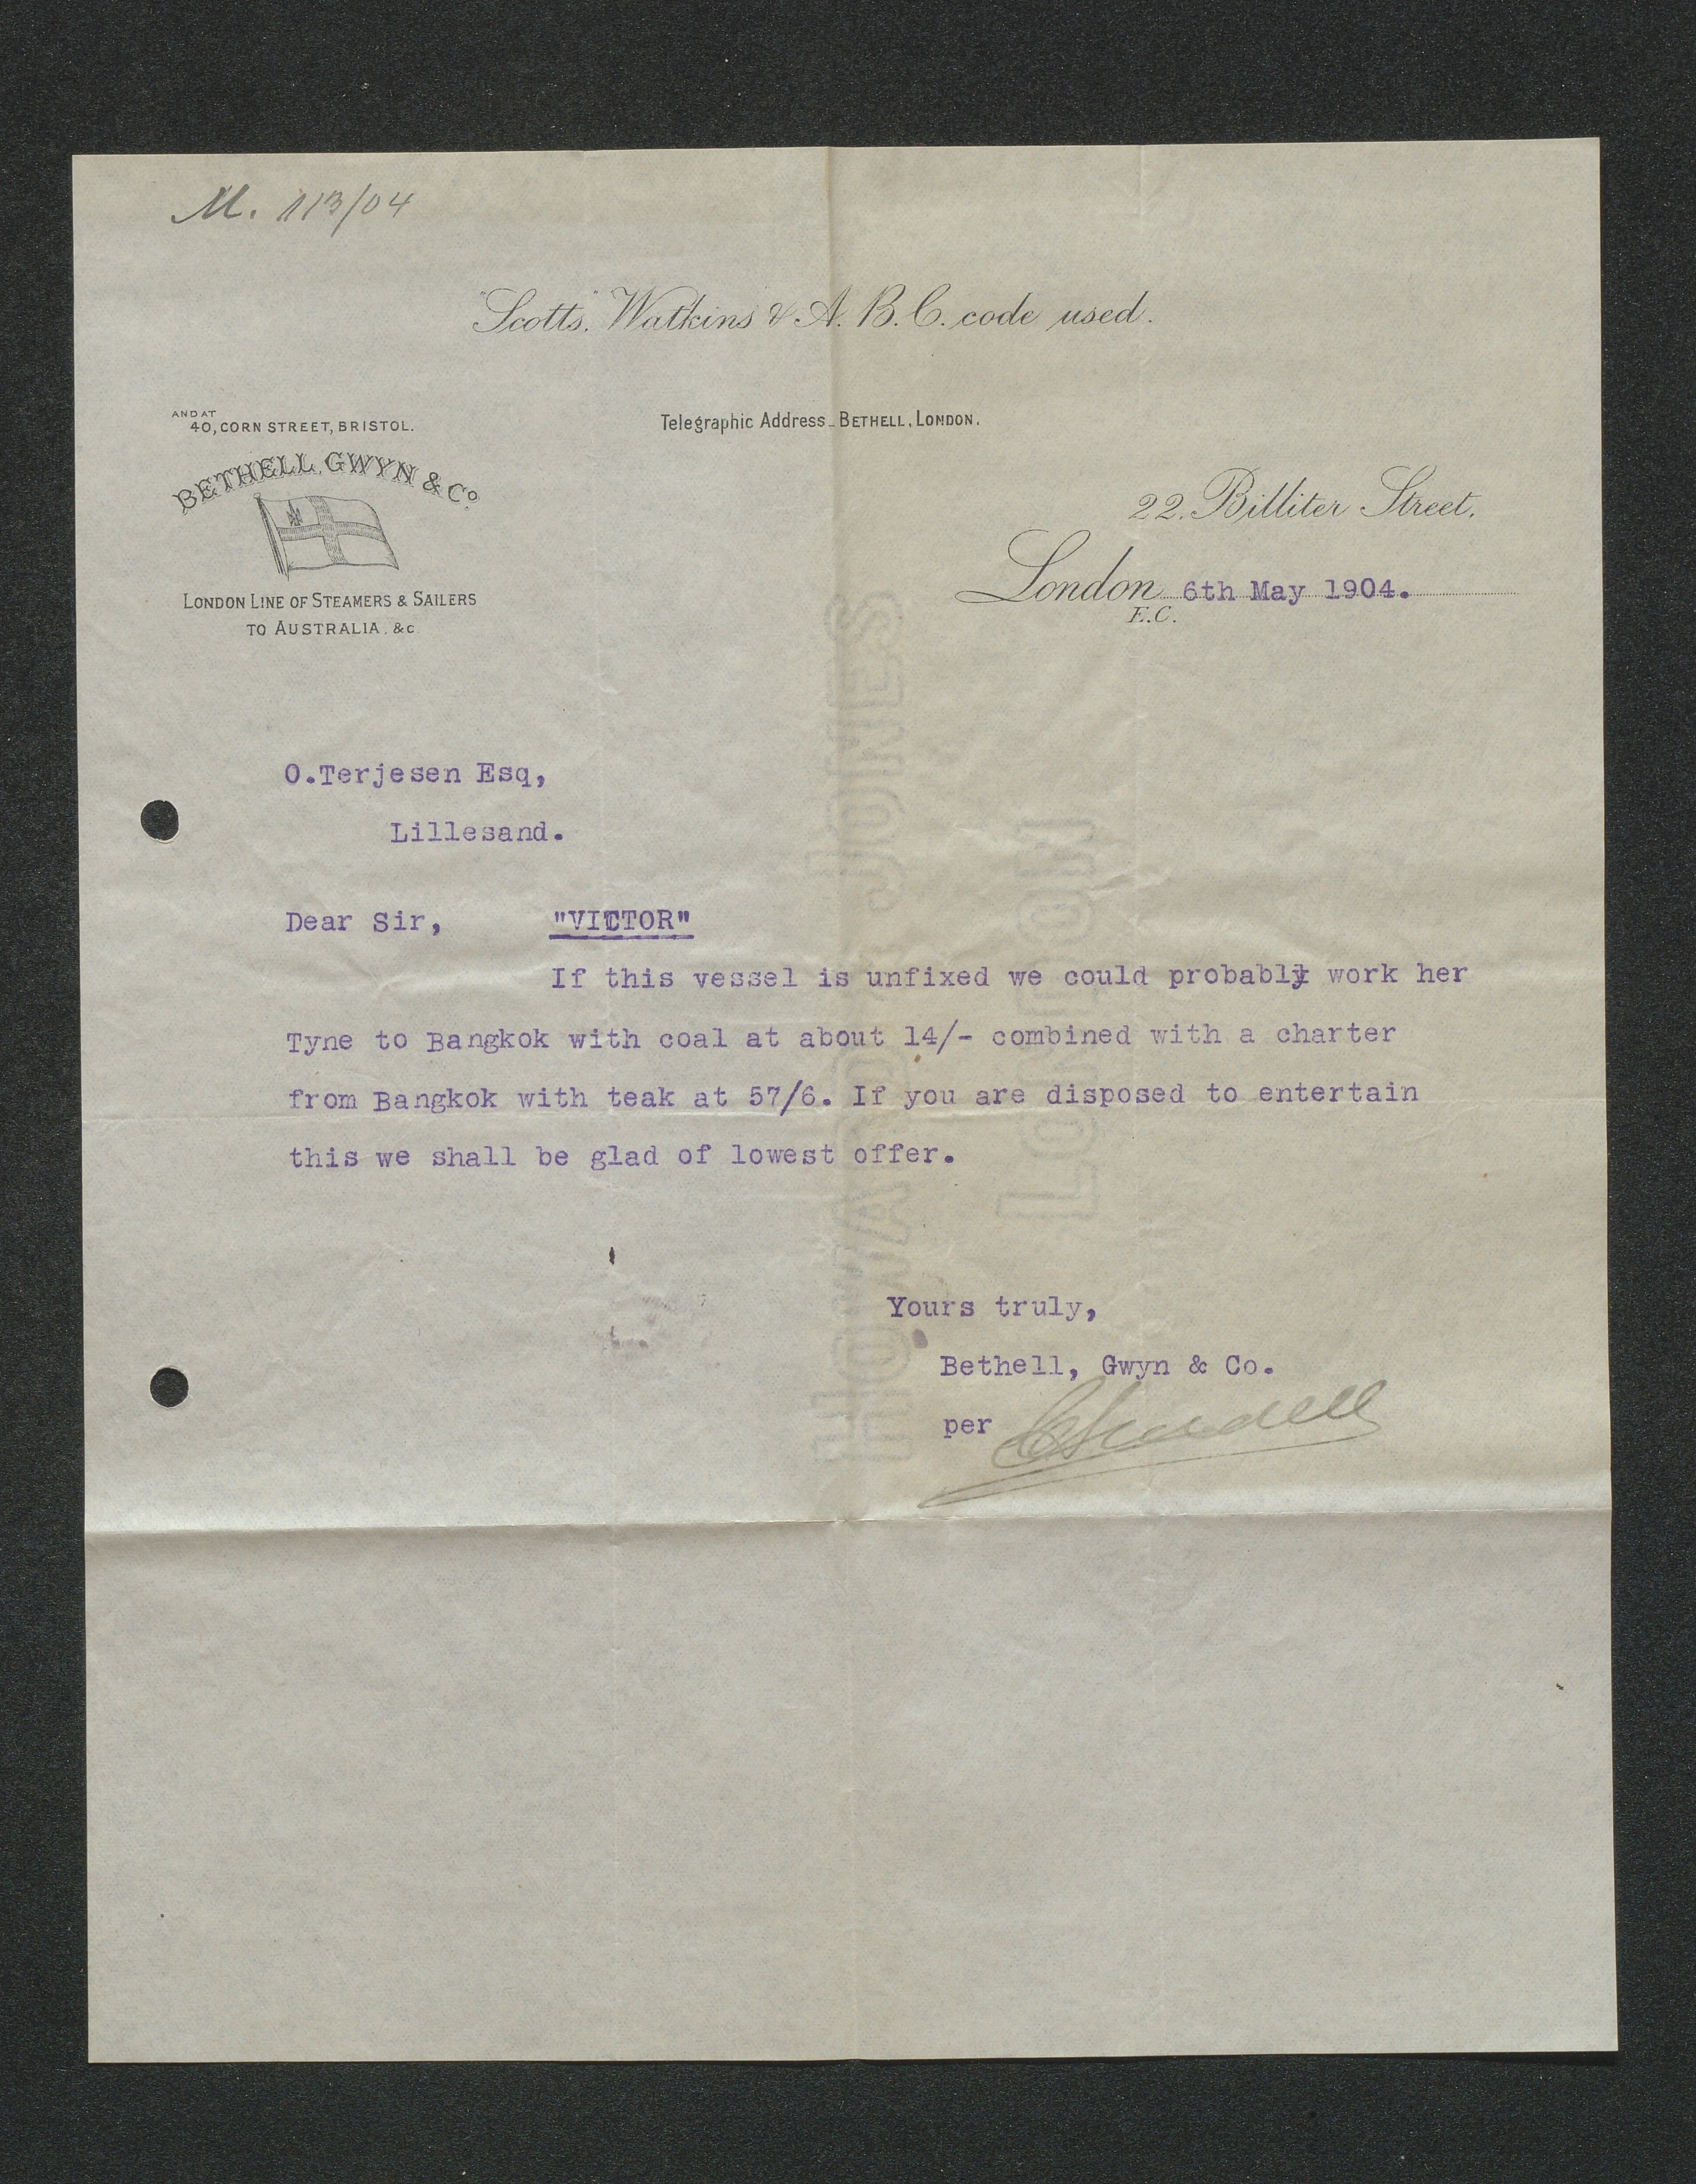 M. 113/04
"Scotts," Watkins & A.B.C. code used.
AND AT
40, CORN STREET, BRISTOL.
Telegraphic Address_BETHELL, LONDON.
BETHELL, GWYN & Co.
22. Billiter Street,
LONDON LINE OF STEAMERS & SAILERS
TO AUSTRALIA, &c
London 6th May 1904.
E.C.
O.Terjesen Esq,
Lillesand.
Dear Sir, "VICTOR"
If this vessel is unfixed we could probably work her
Tyne to Bangkok with coal at about 14/- combined with a charter
from Bangkok with teak at 57/6. If you are disposed to entertain
this we shall be glad of lowest offer.
Yours truly,
Bethell, Gwyn & Co.
per
HOWARD & JONES
LONDON